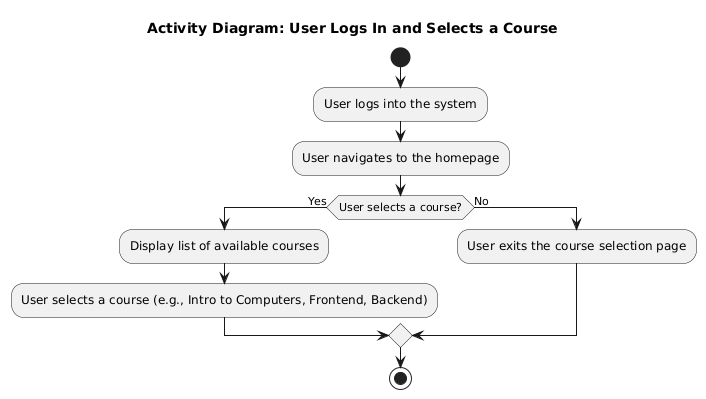 Activity Diagram: User Logs In and Selects a Course
User logs into the system
User navigates to the homepage
User selects a course?
Yes
No
Display list of available courses
User exits the course selection page
User selects a course (e.g., Intro to Computers, Frontend, Backend)